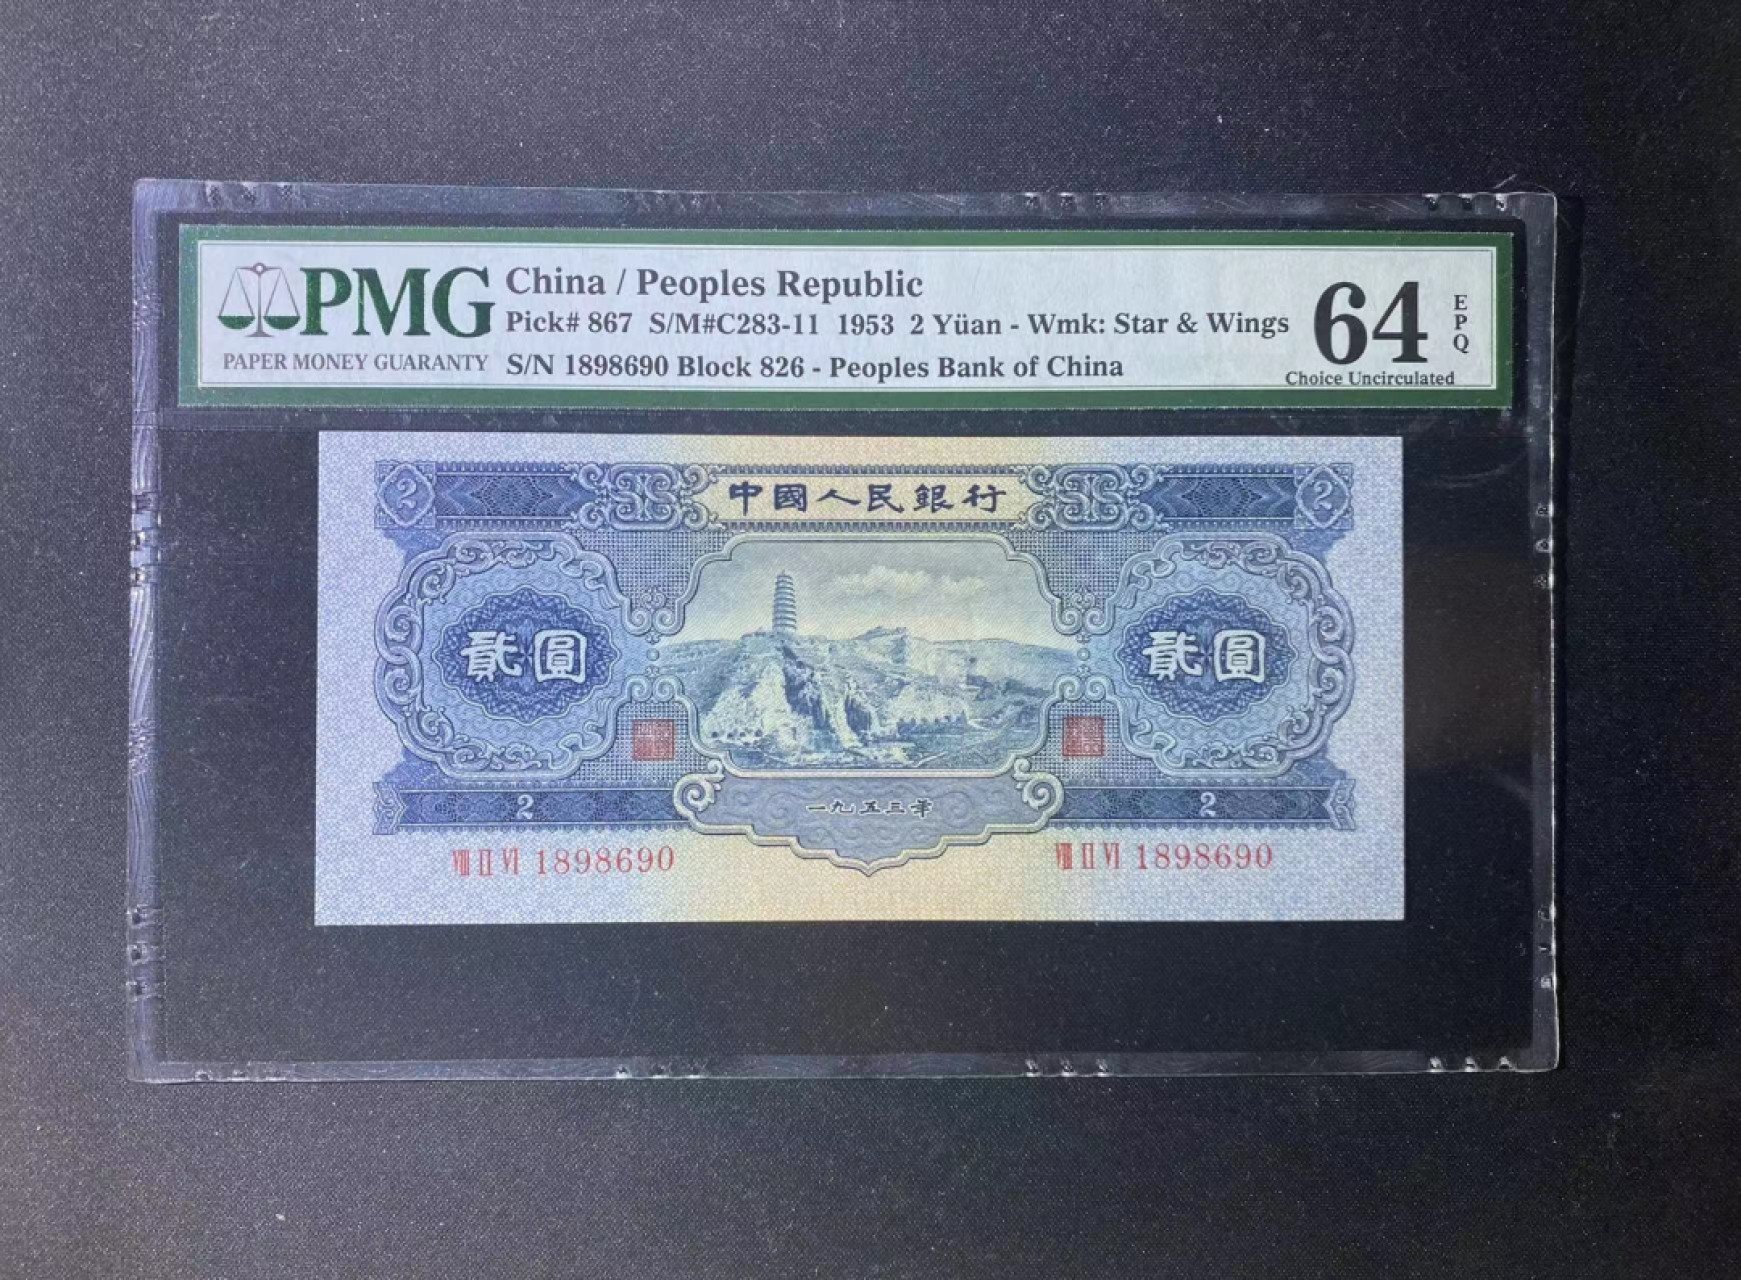 PMG
PAPER MONEY GUARANTY
China / Peoples Republic
Pick# 867 S/M#C283-11 1953 2 Yüan - Wmk: Star & Wings
S/N 1898690 Block 826 - Peoples Bank of China
64
EPQ
Choice Uncirculated
2 中國人民銀行 2
貳圓 貳圓
2 一九五三年 2
VIII II VI 1898690 VIII II VI 1898690